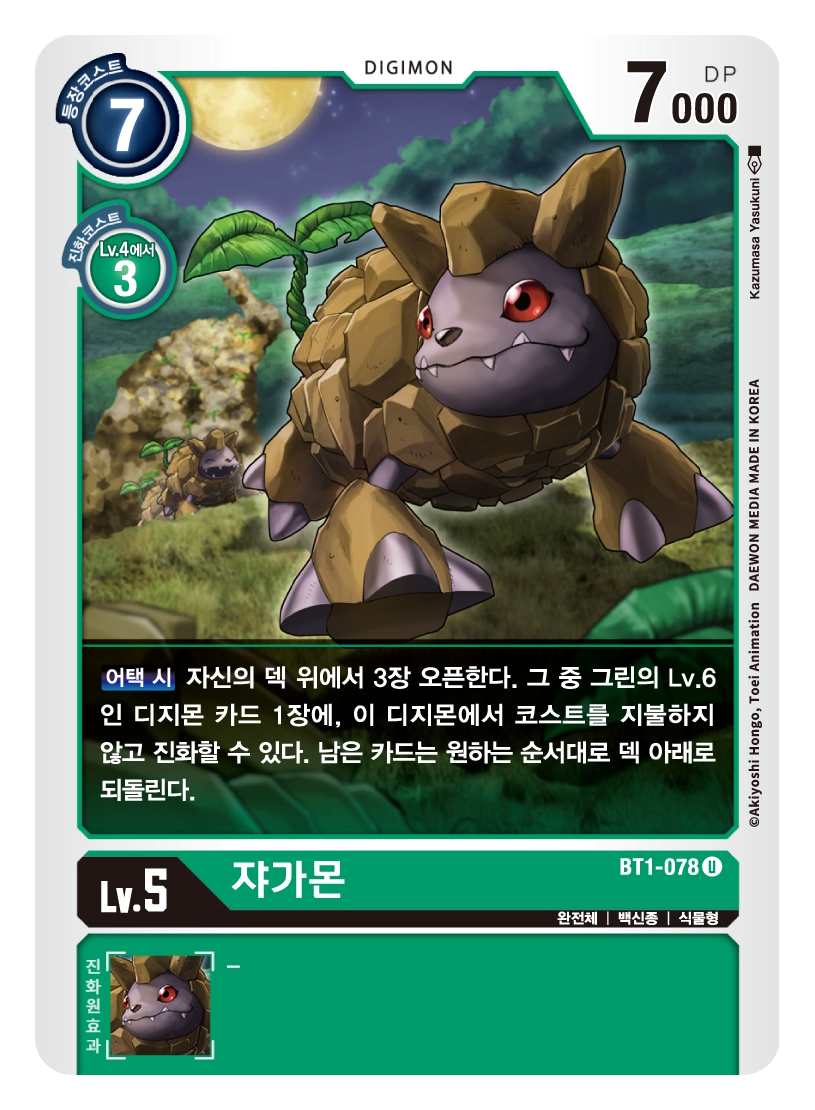 DIGIMON
등장코스트
7
DP
7000
진화코스트
Lv.4에서
3
Kazumasa Yasukuni
©Akiyoshi Hongo, Toei Animation DAEWON MEDIA MADE IN KOREA
어택 시 자신의 덱 위에서 3장 오픈한다. 그 중 그린의 Lv.6
인 디지몬 카드 1장에, 이 디지몬에서 코스트를 지불하지
않고 진화할 수 있다. 남은 카드는 원하는 순서대로 덱 아래로
되돌린다.
Lv.5
쟈가몬
BT1-078 U
완전체 | 백신종 | 식물형
진화원효과
–